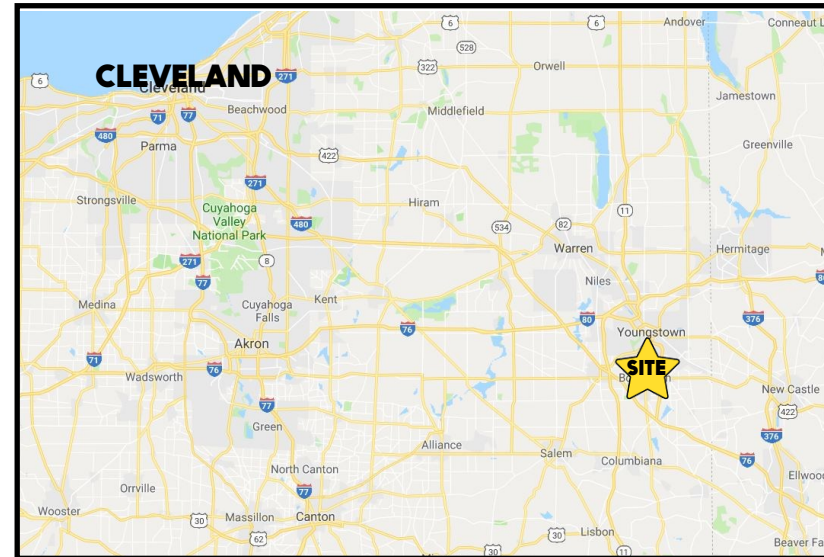 6
6
Andover
Conneaut L
528
322
Orwell
CLEVELAND
Cleveland
271
6
Jamestown
71
77
Beachwood
Middlefield
480
Parma
Greenville
422
271
Strongsville
Cuyahoga
Valley
National Park
Hiram
11
480
534
82
Warren
Hermitage
8
271
77
Niles
80
Medina
Cuyahoga
Falls
Kent
76
80
376
Youngstown
Akron
71
76
SITE
Wadsworth
New Castle
77
422
Green
376
Alliance
Salem
Columbiana
76
North Canton
Ellwoo
77
Orrville
Wooster
30
Massillon
Canton
62
30
Lisbon
30
11
Beaver Fa